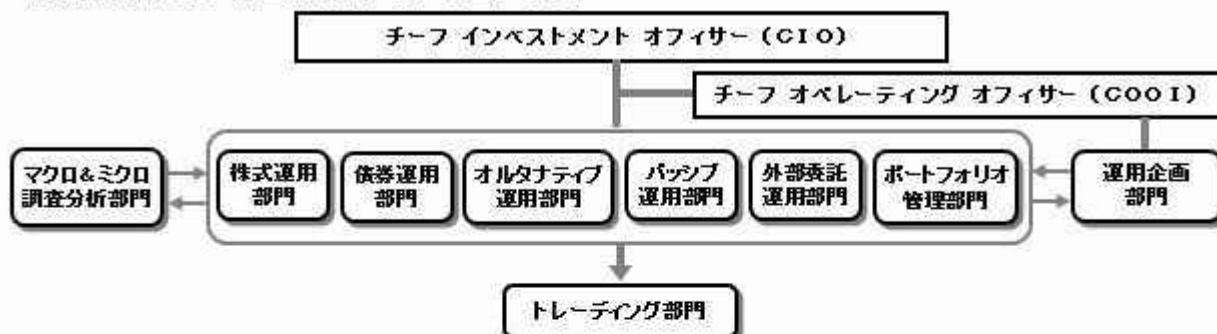 チーフ インベストメント オフィサー（CIO）
チーフ オペレーティング オフィサー（COOI）
マクロ&ミクロ
調査分析部門
株式運用
部門
債券運用
部門
オルタナティブ
運用部門
パッシブ
運用部門
外部委託
運用部門
ポートフォリオ
管理部門
運用企画
部門
トレーディング部門